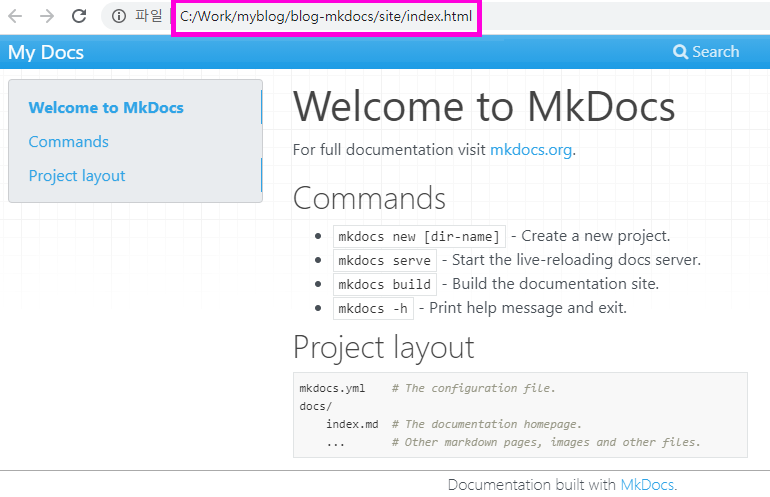 파일 C:/Work/myblog/blog-mkdocs/site/index.html
My Docs Search
Welcome to MkDocs
Commands
Project layout
Welcome to MkDocs
For full documentation visit mkdocs.org.
Commands
mkdocs new [dir-name] - Create a new project.
mkdocs serve - Start the live-reloading docs server.
mkdocs build - Build the documentation site.
mkdocs -h - Print help message and exit.
Project layout
mkdocs.yml # The configuration file.
docs/
index.md # The documentation homepage.
... # Other markdown pages, images and other files.
Documentation built with MkDocs.